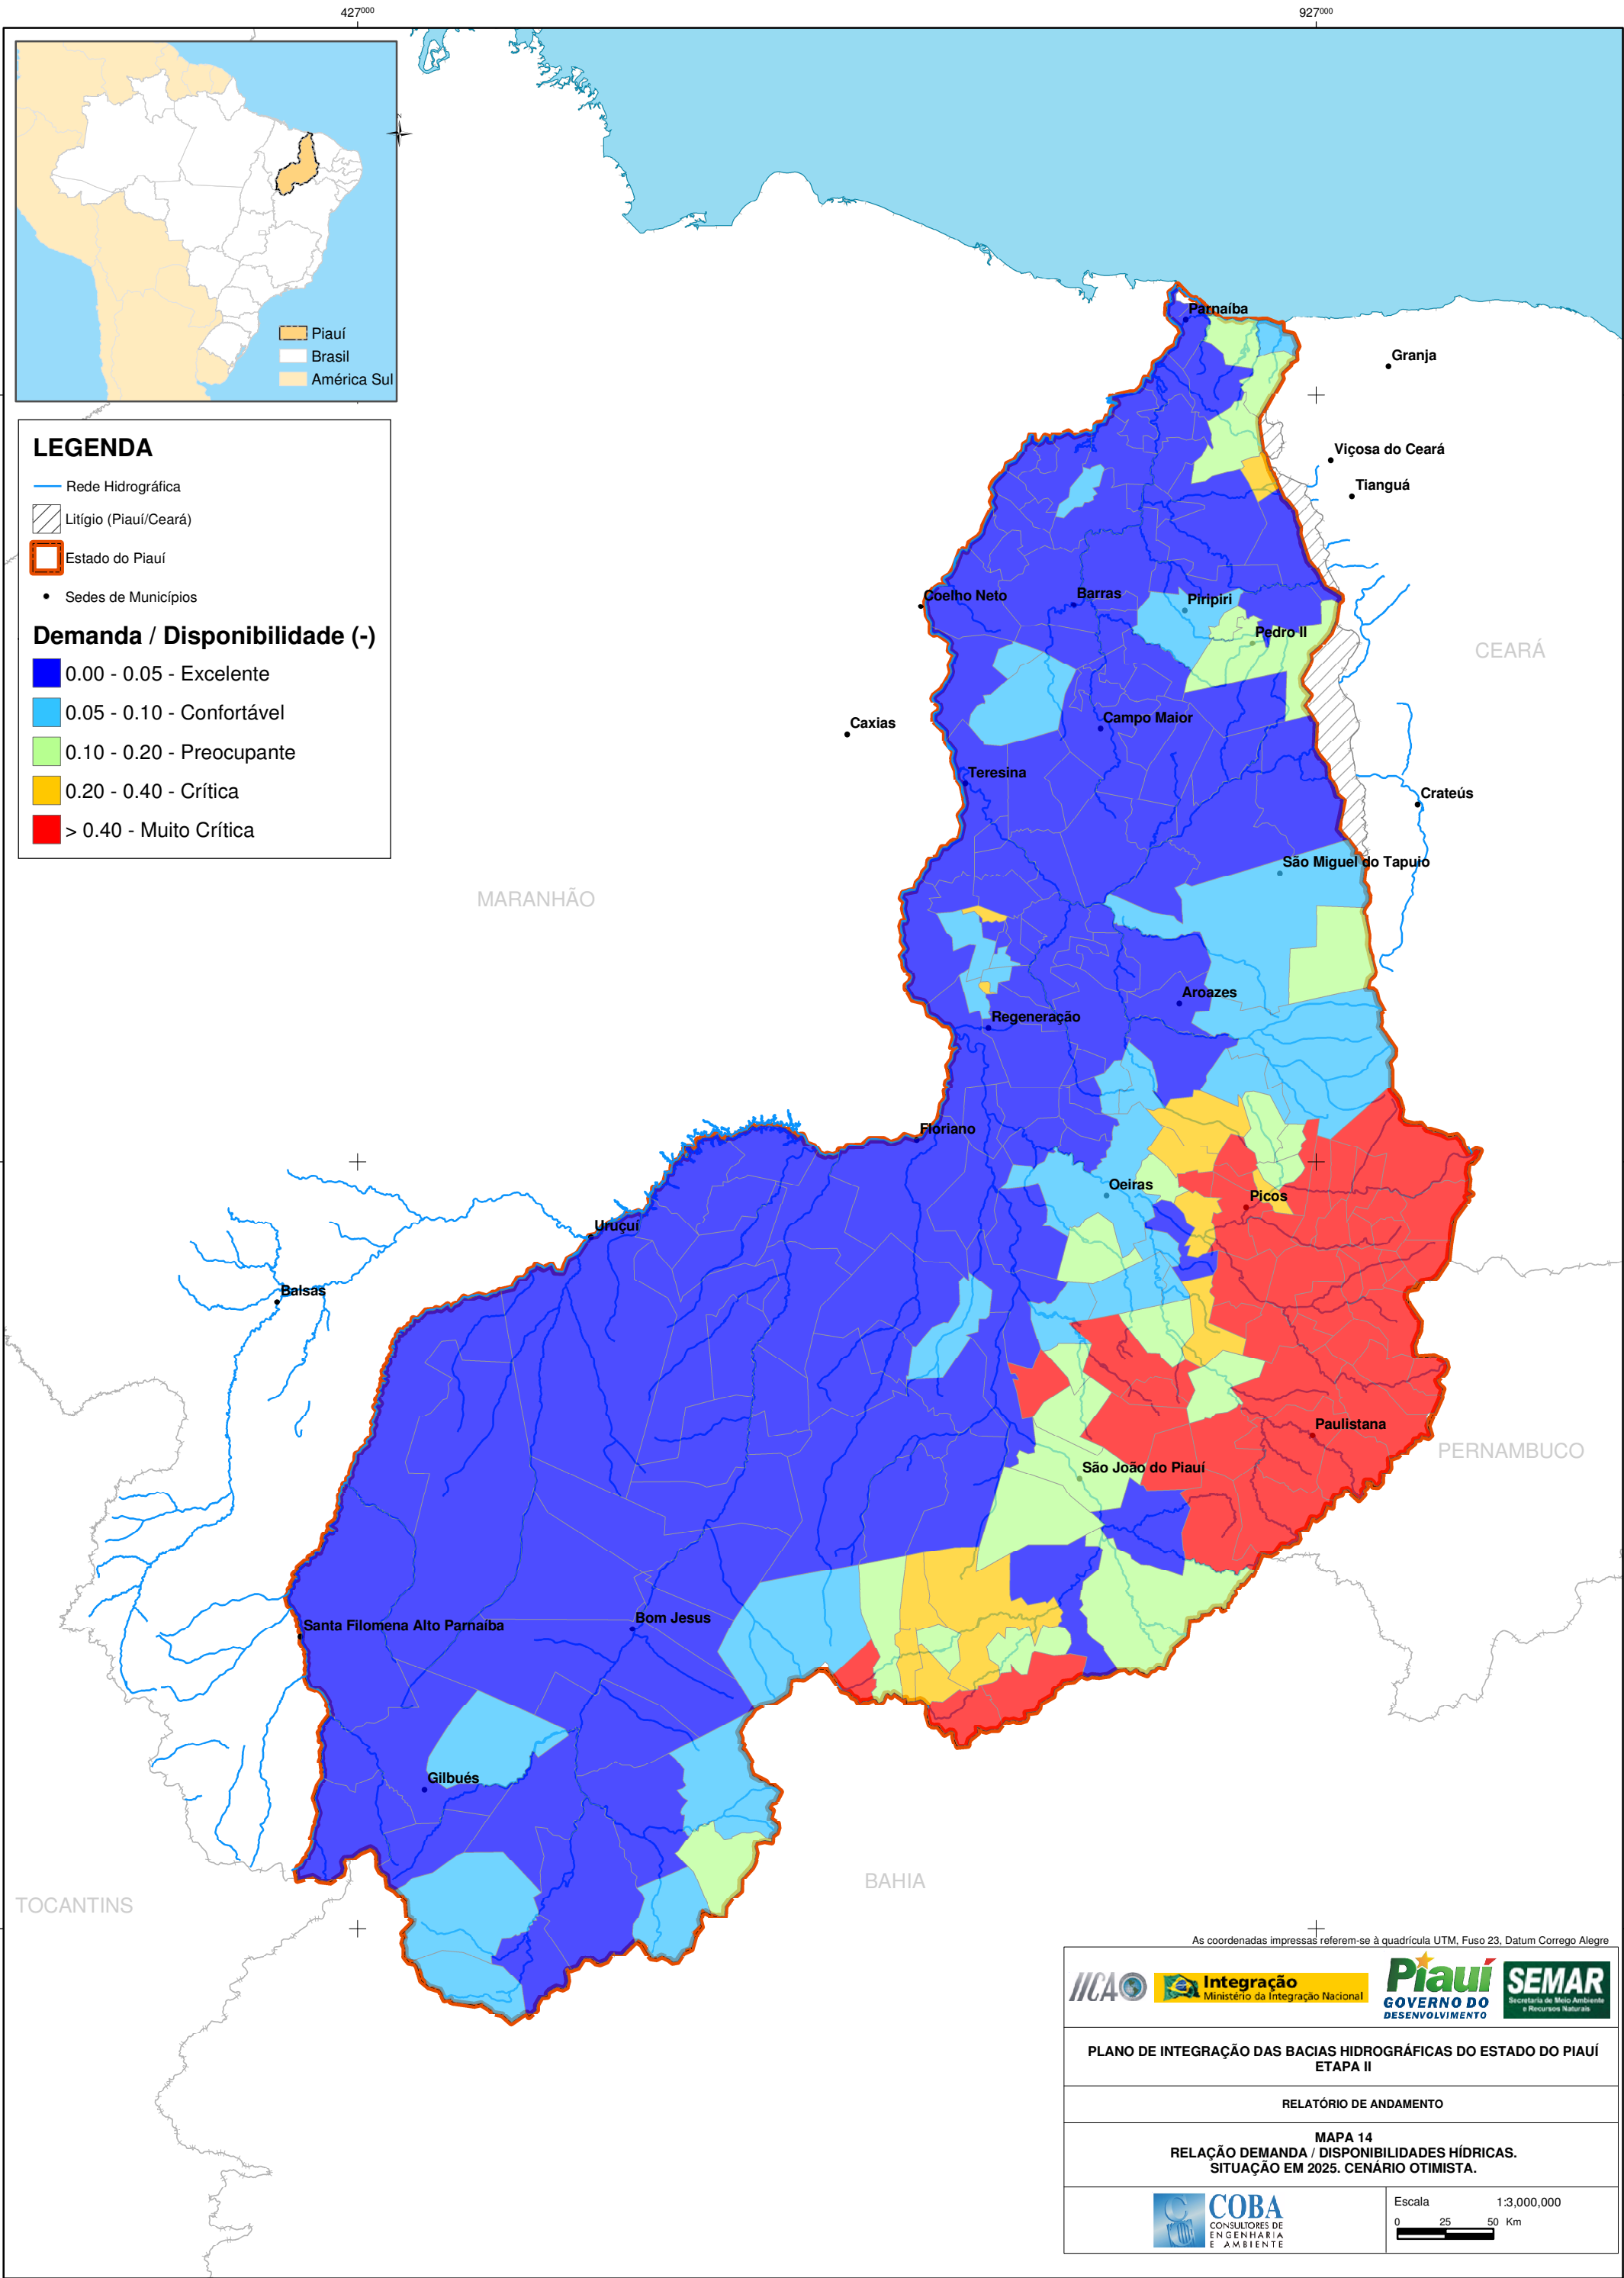 427000
927000
N
Piauí
Brasil
América Sul
LEGENDA
Rede Hidrográfica
Litígio (Piauí/Ceará)
Estado do Piauí
Sedes de Municípios
Demanda / Disponibilidade (-)
0.00 - 0.05 - Excelente
0.05 - 0.10 - Confortável
0.10 - 0.20 - Preocupante
0.20 - 0.40 - Crítica
> 0.40 - Muito Crítica
Parnaíba
Granja
Viçosa do Ceará
Tianguá
Coelho Neto
Barras
Piripiri
Pedro II
CEARÁ
Caxias
Campo Maior
Teresina
Crateús
São Miguel do Tapuio
MARANHÃO
Aroazes
Regeneração
Floriano
Oeiras
Picos
Uruçuí
Balsas
Paulistana
PERNAMBUCO
São João do Piauí
Bom Jesus
Santa Filomena Alto Parnaíba
Gilbués
BAHIA
TOCANTINS
As coordenadas impressas referem-se à quadrícula UTM, Fuso 23, Datum Corrego Alegre
IICA
Integração
Ministério da Integração Nacional
Piauí
GOVERNO DO
DESENVOLVIMENTO
SEMAR
Secretaria de Meio Ambiente
e Recursos Naturais
PLANO DE INTEGRAÇÃO DAS BACIAS HIDROGRÁFICAS DO ESTADO DO PIAUÍ
ETAPA II
RELATÓRIO DE ANDAMENTO
MAPA 14
RELAÇÃO DEMANDA / DISPONIBILIDADES HÍDRICAS.
SITUAÇÃO EM 2025. CENÁRIO OTIMISTA.
COBA
CONSULTORES DE
ENGENHARIA
E AMBIENTE
Escala 1:3,000,000
0 25 50 Km